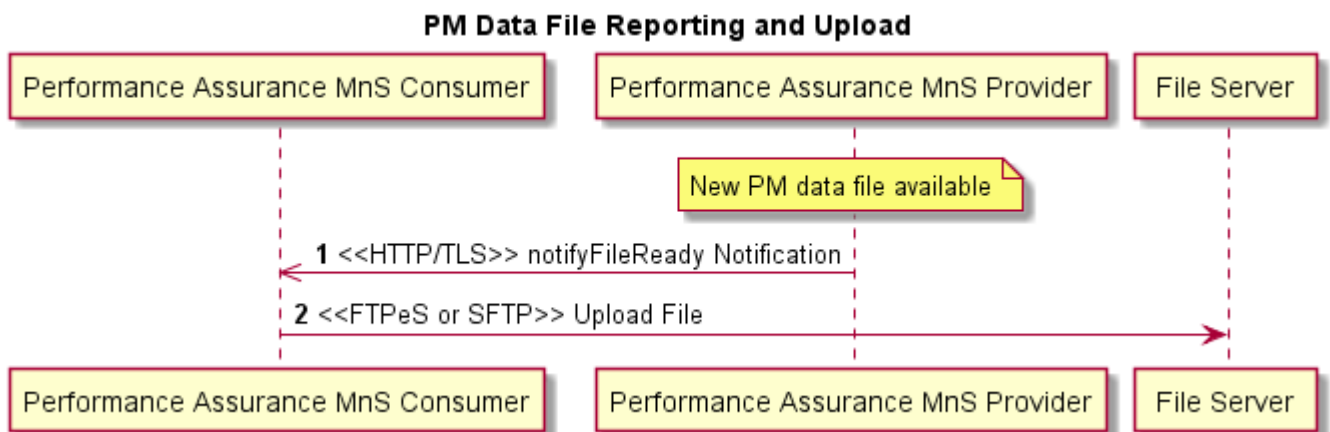 PM Data File Reporting and Upload
Performance Assurance MnS Consumer
Performance Assurance MnS Provider
File Server
New PM data file available
1 <<HTTP/TLS>> notifyFileReady Notification
2 <<FTPeS or SFTP>> Upload File
Performance Assurance MnS Consumer
Performance Assurance MnS Provider
File Server